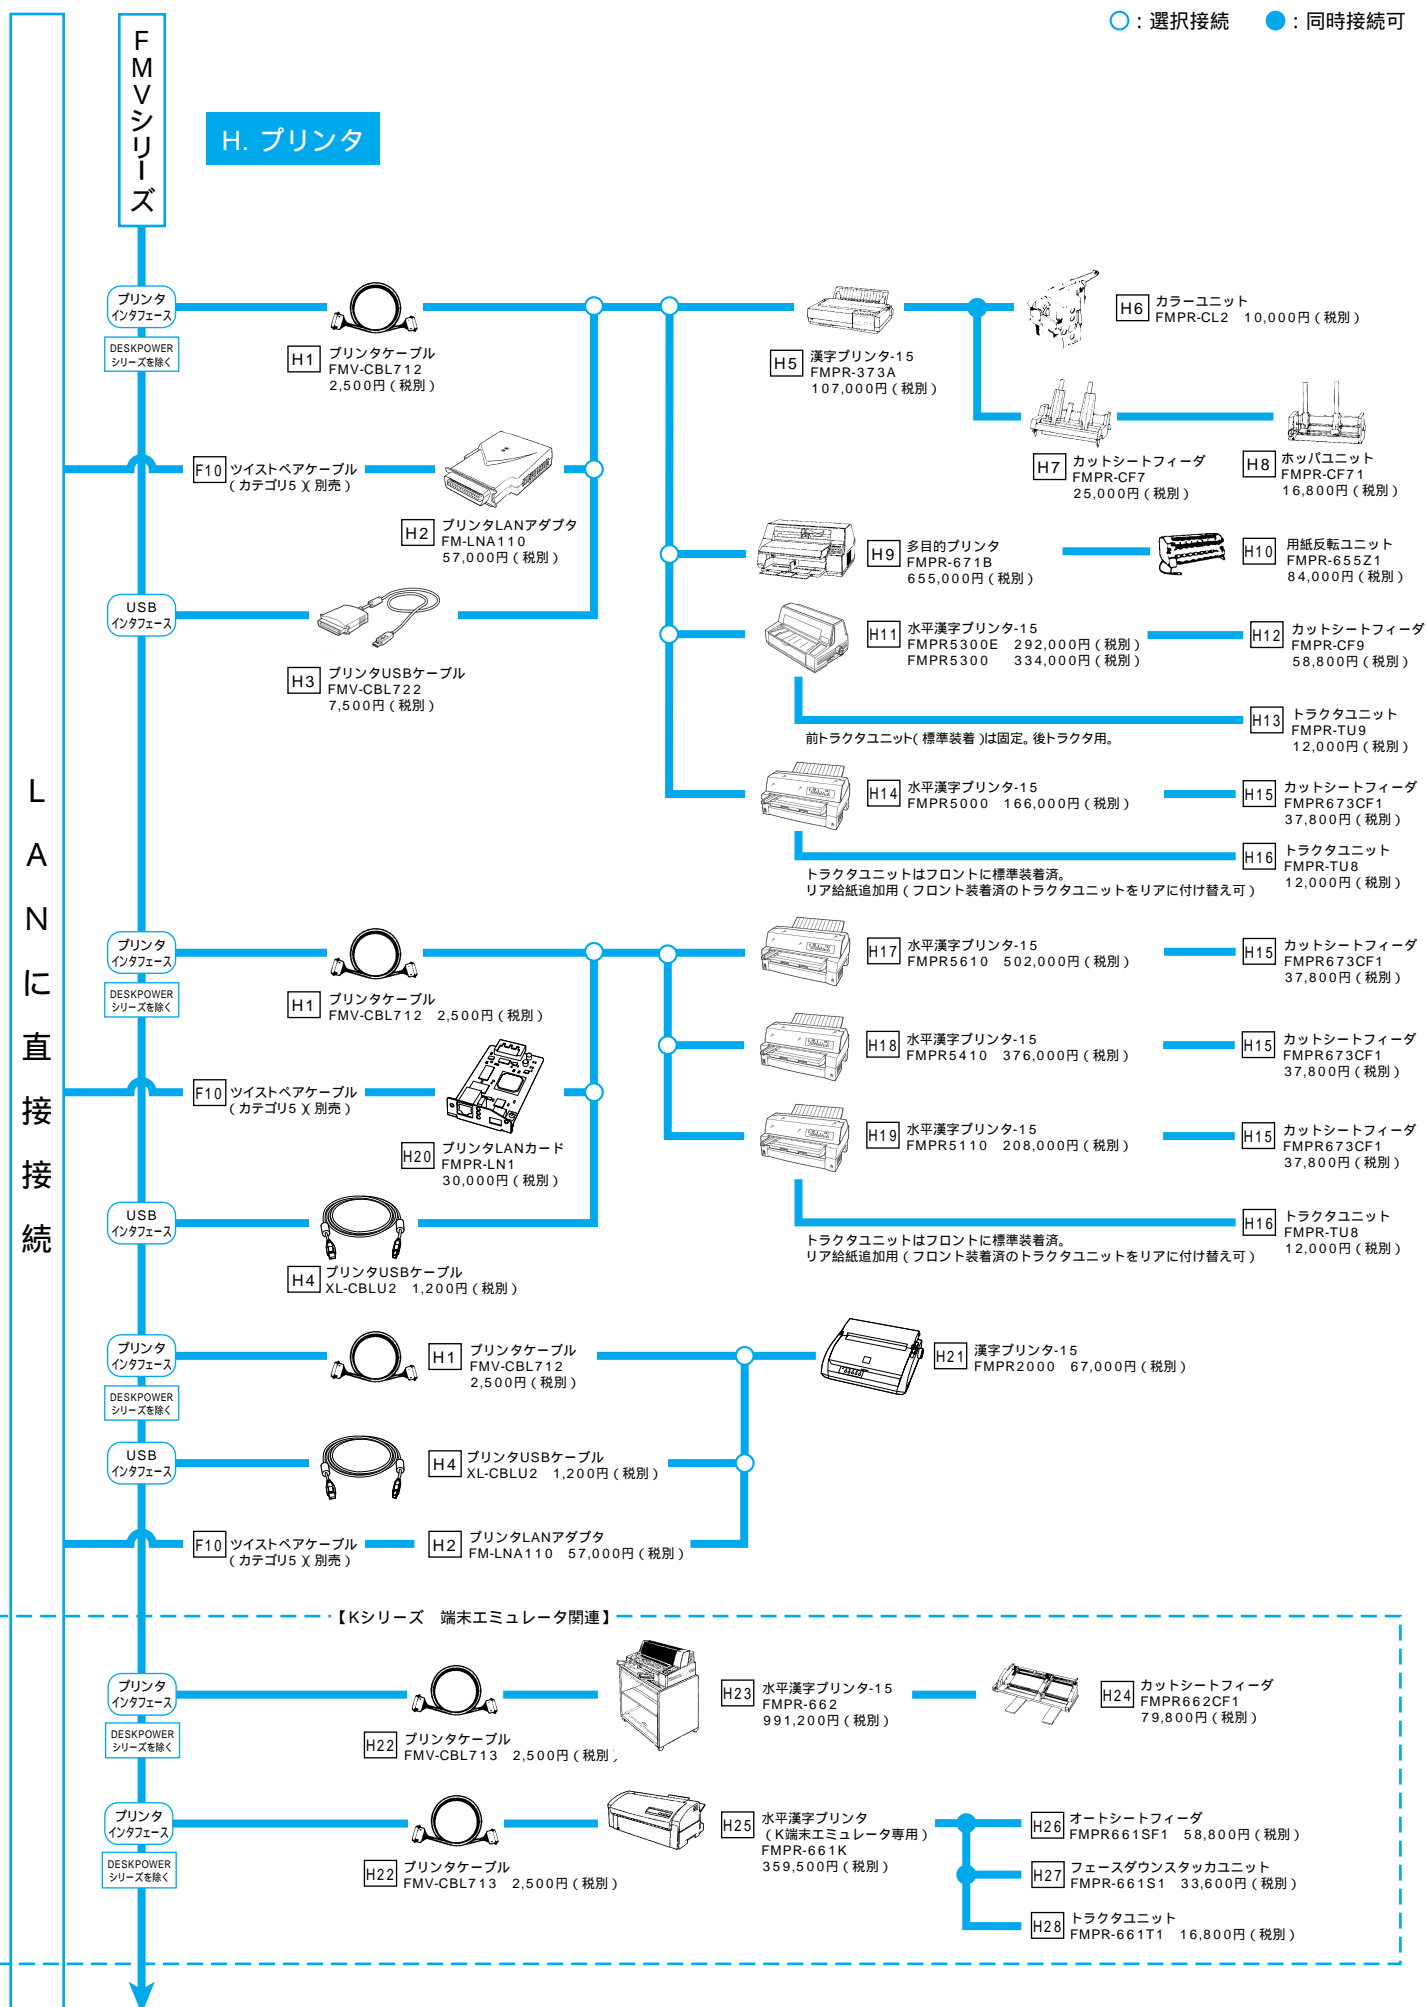 ○：選択接続　●：同時接続可
FMVシリーズ
H. プリンタ
LANに直接接続
プリンタ
インタフェース
DESKPOWER
シリーズを除く
H1 プリンタケーブル
FMV-CBL712
2,500円（税別）
F10 ツイストペアケーブル
（カテゴリ5）（別売）
H2 プリンタLANアダプタ
FM-LNA110
57,000円（税別）
USB
インタフェース
H3 プリンタUSBケーブル
FMV-CBL722
7,500円（税別）
H5 漢字プリンタ-15
FMPR-373A
107,000円（税別）
H6 カラーユニット
FMPR-CL2 10,000円（税別）
H7 カットシートフィーダ
FMPR-CF7
25,000円（税別）
H8 ホッパユニット
FMPR-CF71
16,800円（税別）
H9 多目的プリンタ
FMPR-671B
655,000円（税別）
H10 用紙反転ユニット
FMPR-655Z1
84,000円（税別）
H11 水平漢字プリンタ-15
FMPR5300E 292,000円（税別）
FMPR5300 334,000円（税別）
H12 カットシートフィーダ
FMPR-CF9
58,800円（税別）
H13 トラクタユニット
FMPR-TU9
12,000円（税別）
前トラクタユニット（標準装着）は固定。後トラクタ用。
H14 水平漢字プリンタ-15
FMPR5000 166,000円（税別）
H15 カットシートフィーダ
FMPR673CF1
37,800円（税別）
H16 トラクタユニット
FMPR-TU8
12,000円（税別）
トラクタユニットはフロントに標準装着済。
リア給紙追加用（フロント装着済のトラクタユニットをリアに付け替え可）
プリンタ
インタフェース
DESKPOWER
シリーズを除く
H1 プリンタケーブル
FMV-CBL712 2,500円（税別）
F10 ツイストペアケーブル
（カテゴリ5）（別売）
H20 プリンタLANカード
FMPR-LN1
30,000円（税別）
USB
インタフェース
H4 プリンタUSBケーブル
XL-CBLU2 1,200円（税別）
H17 水平漢字プリンタ-15
FMPR5610 502,000円（税別）
H15 カットシートフィーダ
FMPR673CF1
37,800円（税別）
H18 水平漢字プリンタ-15
FMPR5410 376,000円（税別）
H15 カットシートフィーダ
FMPR673CF1
37,800円（税別）
H19 水平漢字プリンタ-15
FMPR5110 208,000円（税別）
H15 カットシートフィーダ
FMPR673CF1
37,800円（税別）
H16 トラクタユニット
FMPR-TU8
12,000円（税別）
トラクタユニットはフロントに標準装着済。
リア給紙追加用（フロント装着済のトラクタユニットをリアに付け替え可）
プリンタ
インタフェース
DESKPOWER
シリーズを除く
H1 プリンタケーブル
FMV-CBL712
2,500円（税別）
H21 漢字プリンタ-15
FMPR2000 67,000円（税別）
USB
インタフェース
H4 プリンタUSBケーブル
XL-CBLU2 1,200円（税別）
F10 ツイストペアケーブル
（カテゴリ5）（別売）
H2 プリンタLANアダプタ
FM-LNA110 57,000円（税別）
【Kシリーズ　端末エミュレータ関連】
プリンタ
インタフェース
DESKPOWER
シリーズを除く
H22 プリンタケーブル
FMV-CBL713 2,500円（税別）
H23 水平漢字プリンタ-15
FMPR-662
991,200円（税別）
H24 カットシートフィーダ
FMPR662CF1
79,800円（税別）
プリンタ
インタフェース
DESKPOWER
シリーズを除く
H22 プリンタケーブル
FMV-CBL713 2,500円（税別）
H25 水平漢字プリンタ
（K端末エミュレータ専用）
FMPR-661K
359,500円（税別）
H26 オートシートフィーダ
FMPR661SF1 58,800円（税別）
H27 フェースダウンスタッカユニット
FMPR-661S1 33,600円（税別）
H28 トラクタユニット
FMPR-661T1 16,800円（税別）